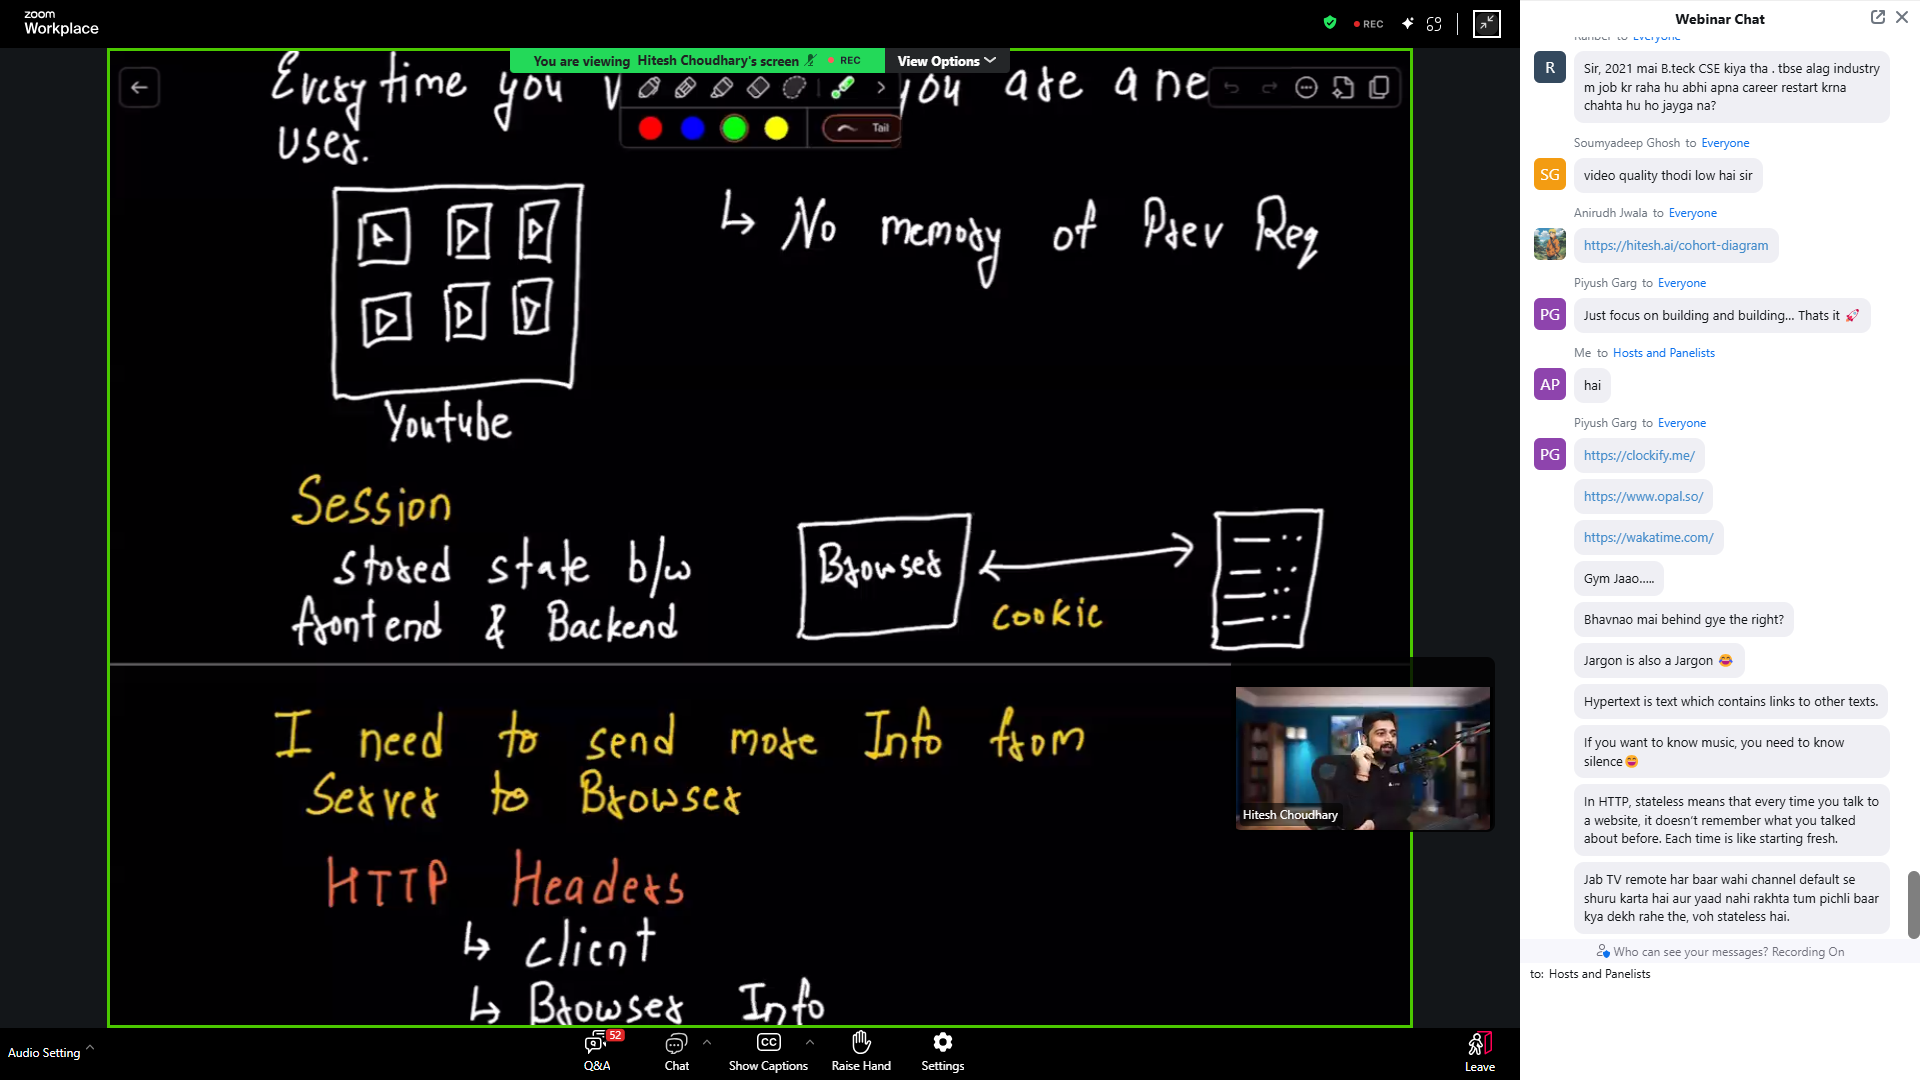 zoom
Workplace
REC
You are viewing Hitesh Choudhary's screen
REC
View Options
Every time you
you are a ne
user.
Tail
No memory of Prev Req
Youtube
Session
stored state b/w
frontend & Backend
Browser
cookie
I need to send more Info from
Server to Browser
HTTP Headers
client
Browser Info
Hitesh Choudhary
Audio Setting
52
Q&A
Chat
CC
Show Captions
Raise Hand
Settings
Leave
Webinar Chat
to Everyone
R
Sir, 2021 mai B.teck CSE kiya tha . tbse alag industry
m job kr raha hu abhi apna career restart krna
chahta hu ho jayga na?
Soumyadeep Ghosh to Everyone
SG
video quality thodi low hai sir
Anirudh Jwala to Everyone
https://hitesh.ai/cohort-diagram
Piyush Garg to Everyone
PG
Just focus on building and building... Thats it 🚀
Me to Hosts and Panelists
AP
hai
Piyush Garg to Everyone
PG
https://clockify.me/
https://www.opal.so/
https://wakatime.com/
Gym Jaao.....
Bhavnao mai behind gye the right?
Jargon is also a Jargon 😂
Hypertext is text which contains links to other texts.
If you want to know music, you need to know
silence😄
In HTTP, stateless means that every time you talk to
a website, it doesn’t remember what you talked
about before. Each time is like starting fresh.
Jab TV remote har baar wahi channel default se
shuru karta hai aur yaad nahi rakhta tum pichli baar
kya dekh rahe the, voh stateless hai.
Who can see your messages? Recording On
to: Hosts and Panelists